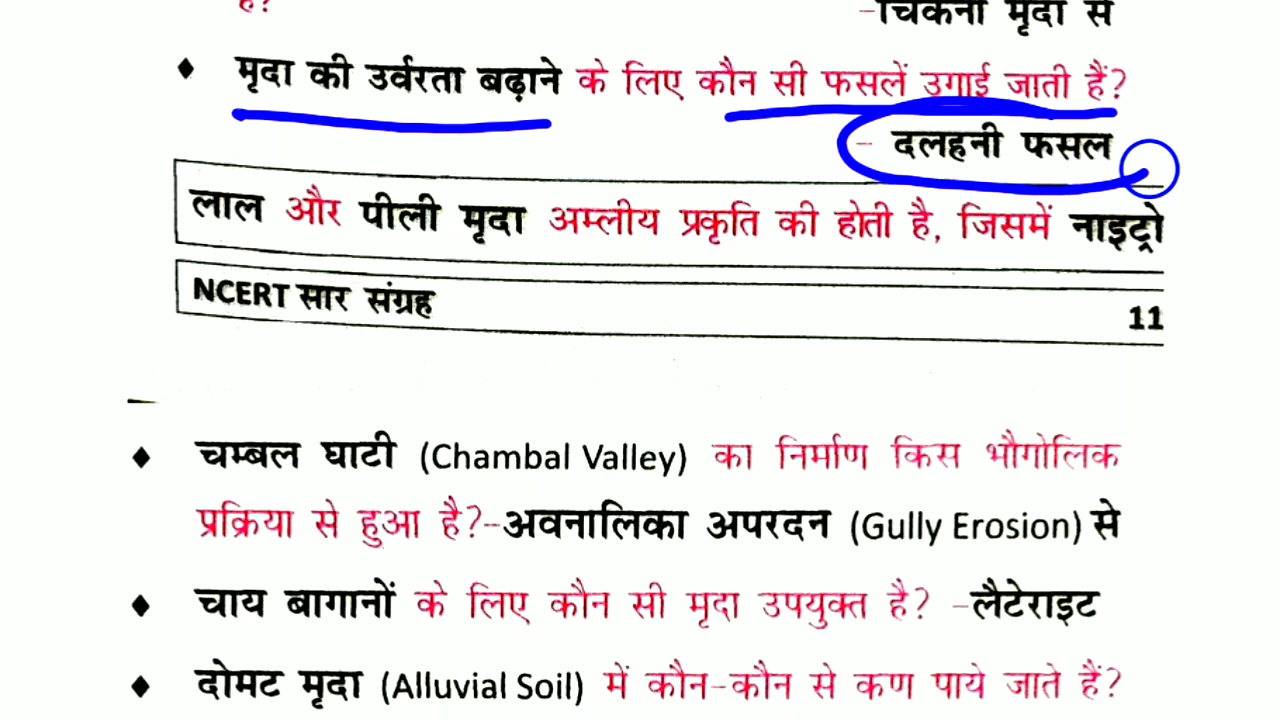 है?
-चिकनी मृदा से
♦ मृदा की उर्वरता बढ़ाने के लिए कौन सी फसलें उगाई जाती हैं?
- दलहनी फसल
लाल और पीली मृदा अम्लीय प्रकृति की होती है, जिसमें नाइट्रो
NCERT सार संग्रह 11
♦ चम्बल घाटी (Chambal Valley) का निर्माण किस भौगोलिक
प्रक्रिया से हुआ है?-अवनालिका अपरदन (Gully Erosion) से
♦ चाय बागानों के लिए कौन सी मृदा उपयुक्त है? -लैटेराइट
♦ दोमट मृदा (Alluvial Soil) में कौन-कौन से कण पाये जाते हैं?